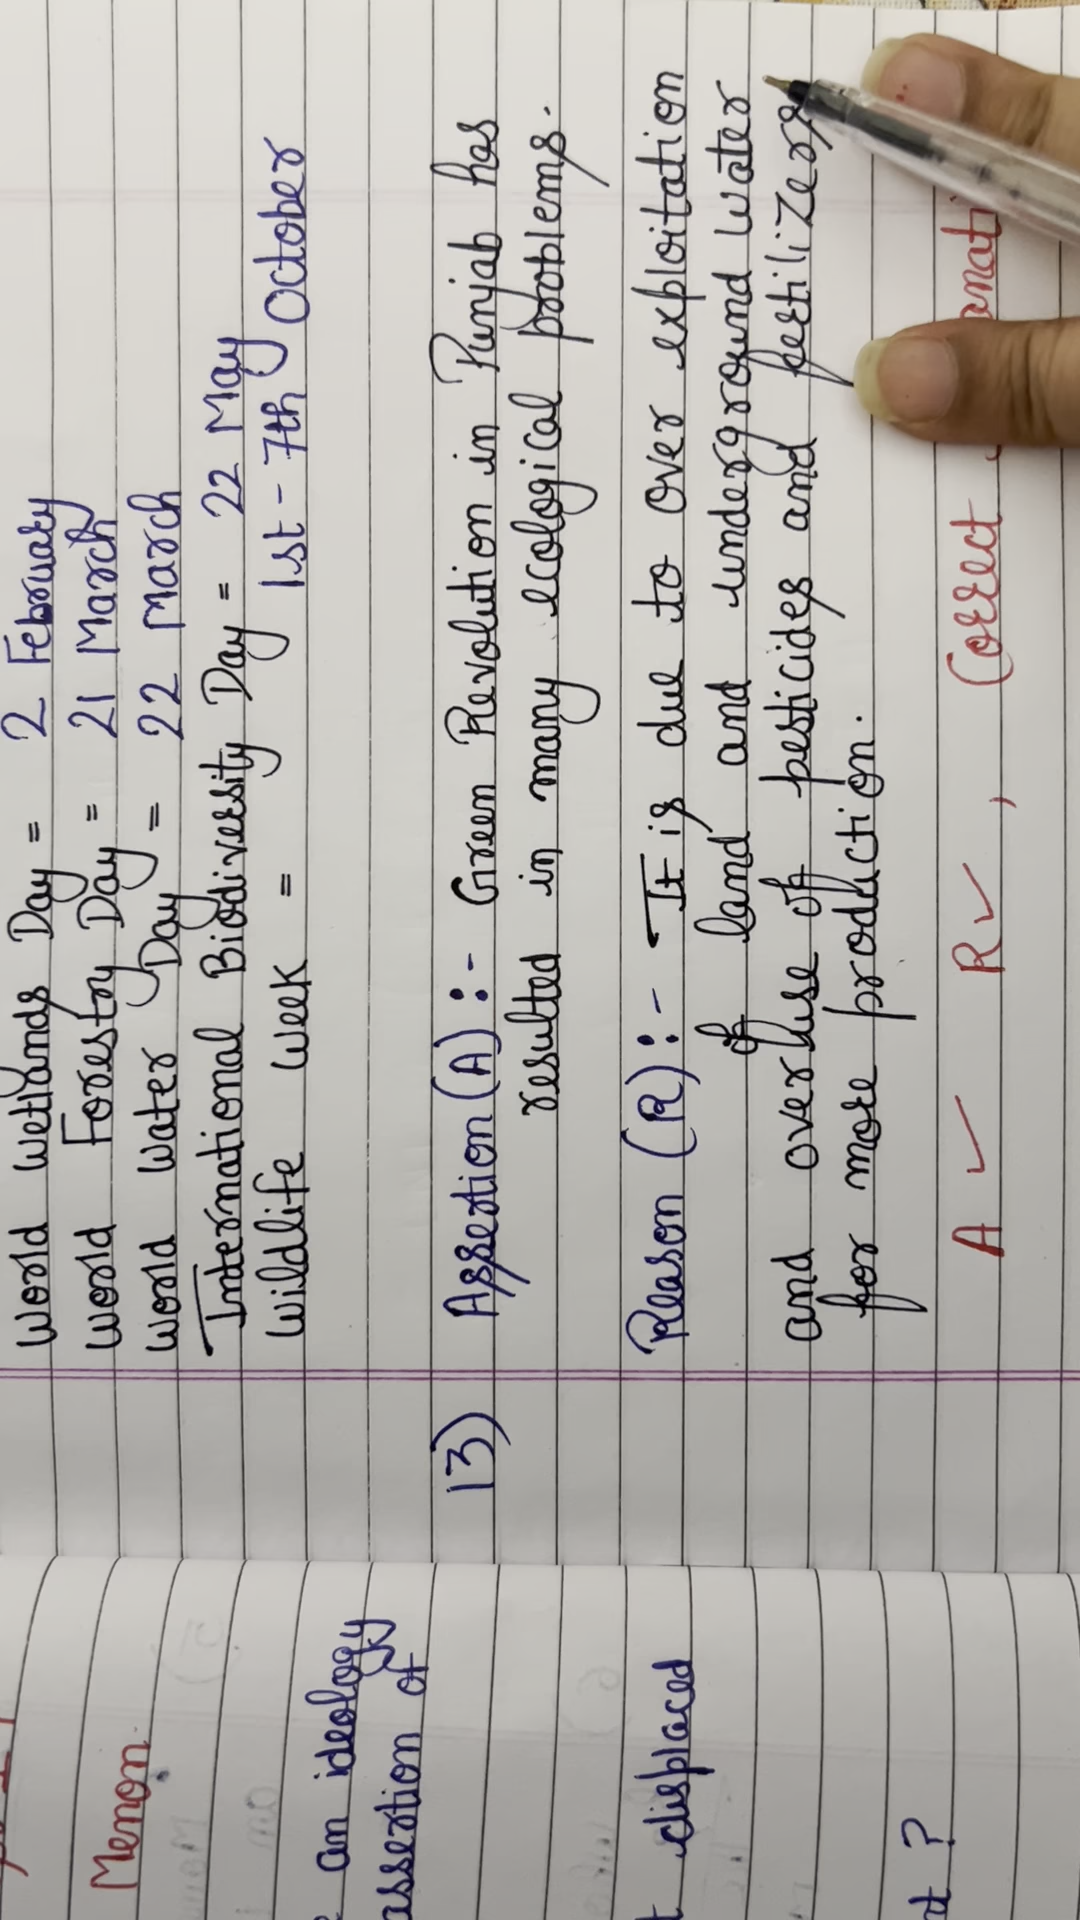 World Wetlands Day = 2 February
World Forestry Day = 21 March
World Water Day = 22 March
International Biodiversity Day = 22 May
Wildlife Week = 1st - 7th October
13) Assertion (A) :- Green Revolution in Punjab has
resulted in many ecological problems.
Reason (R) :- It is due to over exploitation
of land and underground water
and overuse of pesticides and fertilizers
for more production.
A ✓ R ✓ , Correct
Menon
an ideology
assertion of
displaced
?